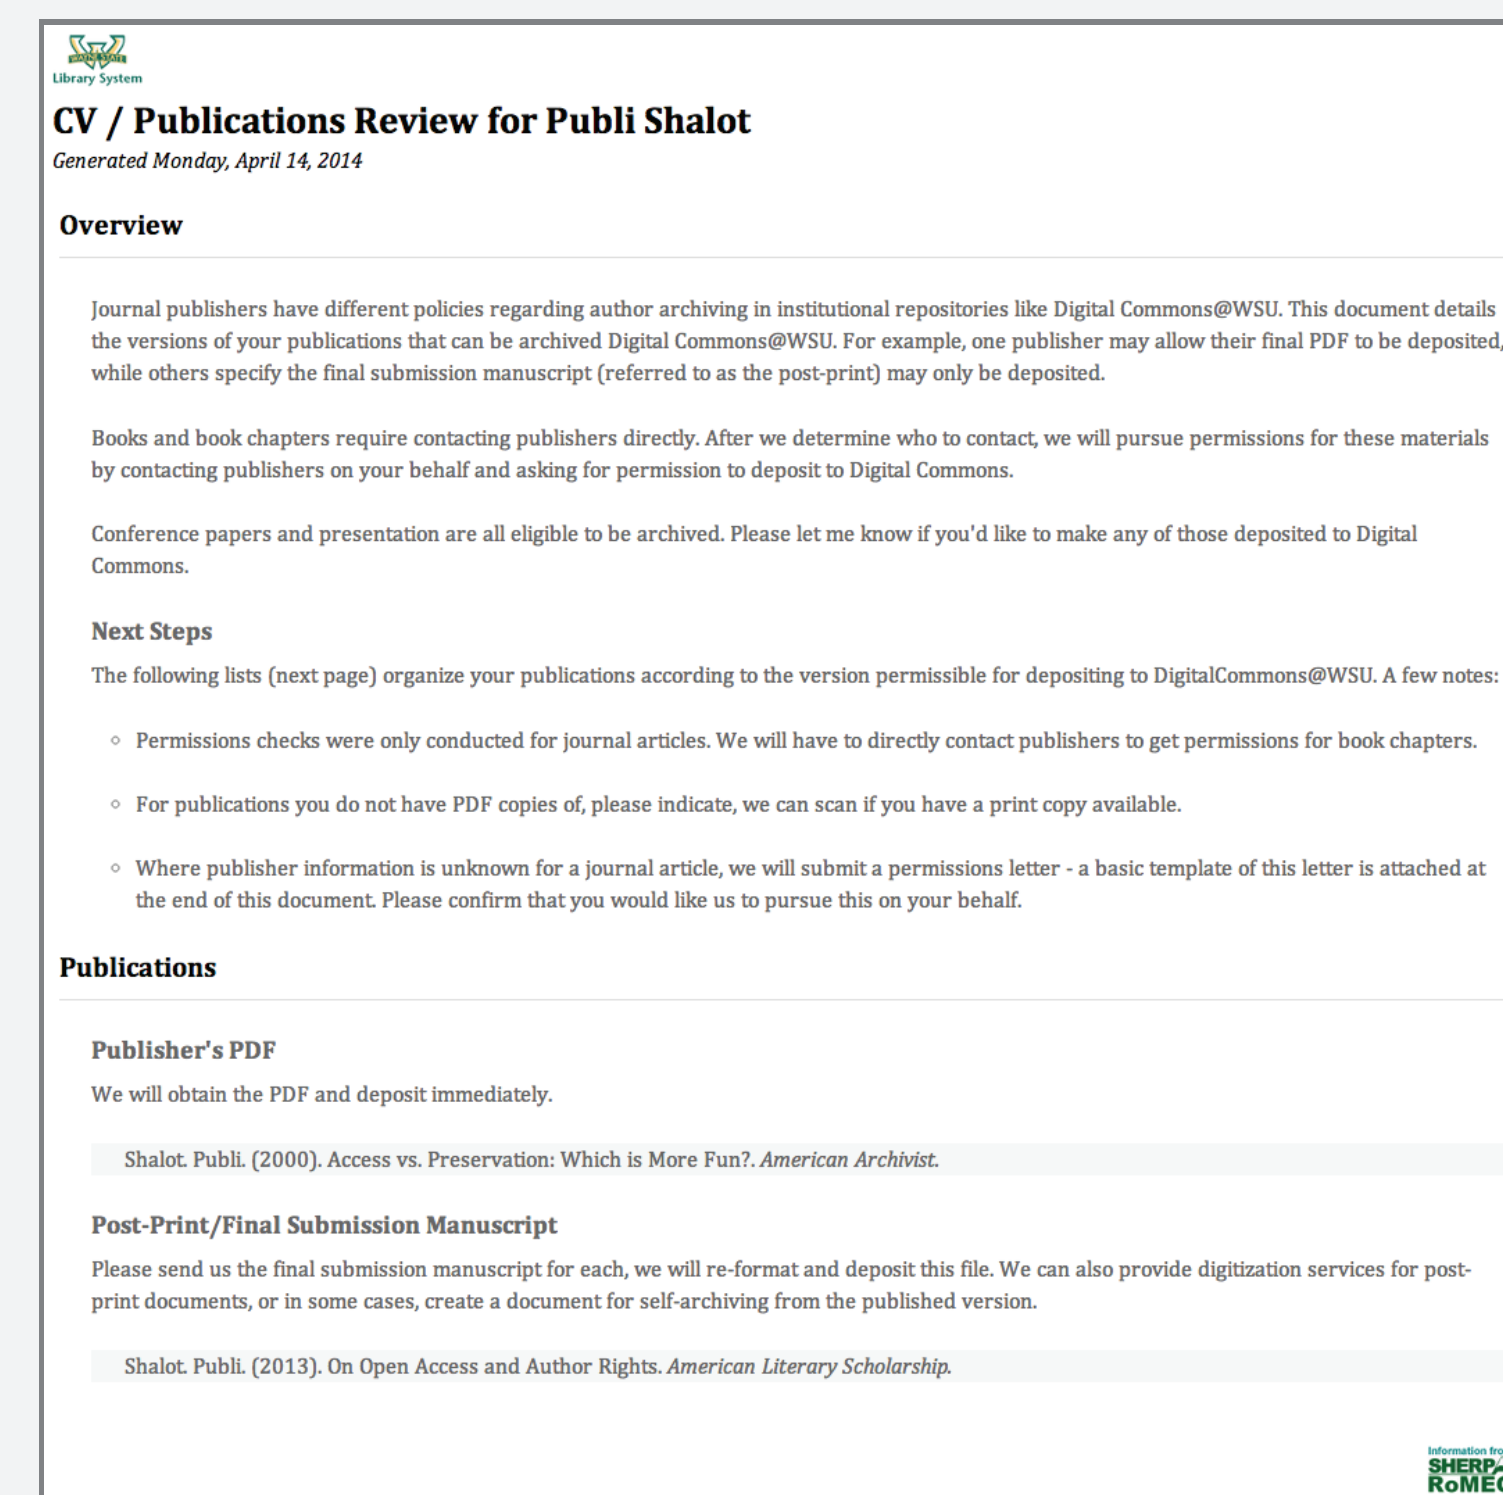 WAYNE STATE
Library System
CV / Publications Review for Publi Shalot
Generated Monday, April 14, 2014
Overview
Journal publishers have different policies regarding author archiving in institutional repositories like Digital Commons@WSU. This document details
the versions of your publications that can be archived Digital Commons@WSU. For example, one publisher may allow their final PDF to be deposited,
while others specify the final submission manuscript (referred to as the post-print) may only be deposited.
Books and book chapters require contacting publishers directly. After we determine who to contact, we will pursue permissions for these materials
by contacting publishers on your behalf and asking for permission to deposit to Digital Commons.
Conference papers and presentation are all eligible to be archived. Please let me know if you'd like to make any of those deposited to Digital
Commons.
Next Steps
The following lists (next page) organize your publications according to the version permissible for depositing to DigitalCommons@WSU. A few notes:
Permissions checks were only conducted for journal articles. We will have to directly contact publishers to get permissions for book chapters.
For publications you do not have PDF copies of, please indicate, we can scan if you have a print copy available.
Where publisher information is unknown for a journal article, we will submit a permissions letter - a basic template of this letter is attached at
the end of this document. Please confirm that you would like us to pursue this on your behalf.
Publications
Publisher's PDF
We will obtain the PDF and deposit immediately.
Shalot. Publi. (2000). Access vs. Preservation: Which is More Fun?. American Archivist.
Post-Print/Final Submission Manuscript
Please send us the final submission manuscript for each, we will re-format and deposit this file. We can also provide digitization services for post-
print documents, or in some cases, create a document for self-archiving from the published version.
Shalot. Publi. (2013). On Open Access and Author Rights. American Literary Scholarship.
Information
SHERP
RoME